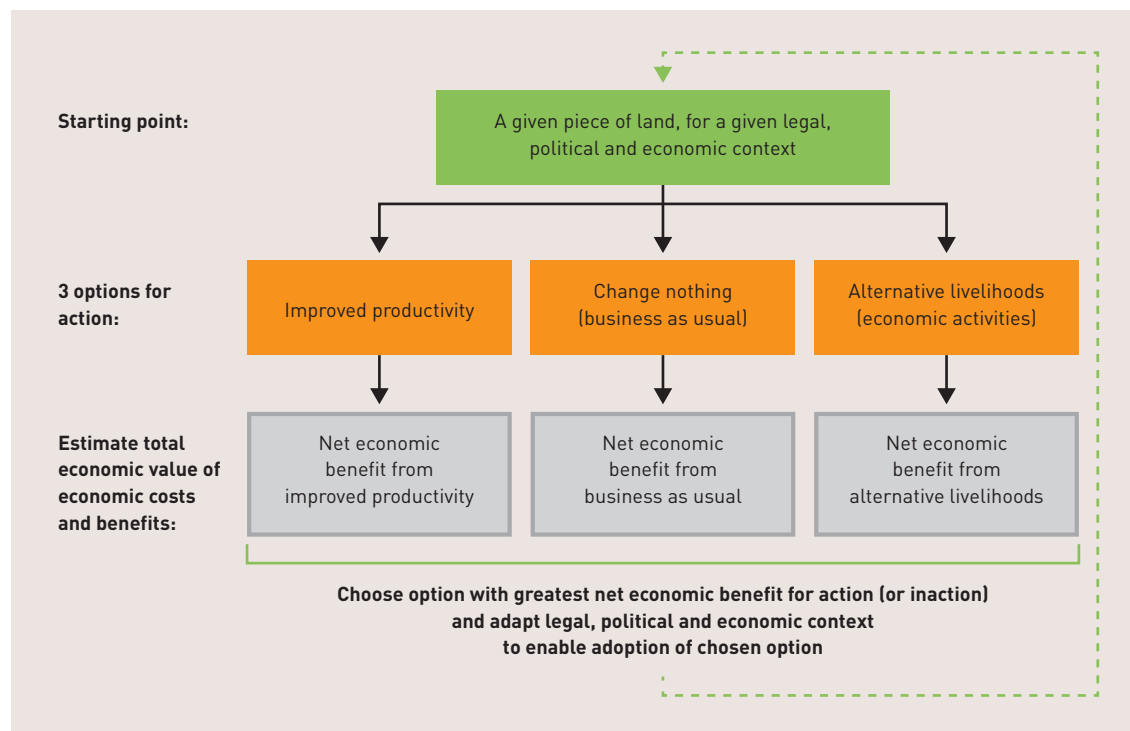 Starting point:
A given piece of land, for a given legal,
political and economic context
3 options for
action:
Improved productivity
Change nothing
(business as usual)
Alternative livelihoods
(economic activities)
Estimate total
economic value of
economic costs
and benefits:
Net economic
benefit from
improved productivity
Net economic
benefit from
business as usual
Net economic
benefit from
alternative livelihoods
Choose option with greatest net economic benefit for action (or inaction)
and adapt legal, political and economic context
to enable adoption of chosen option